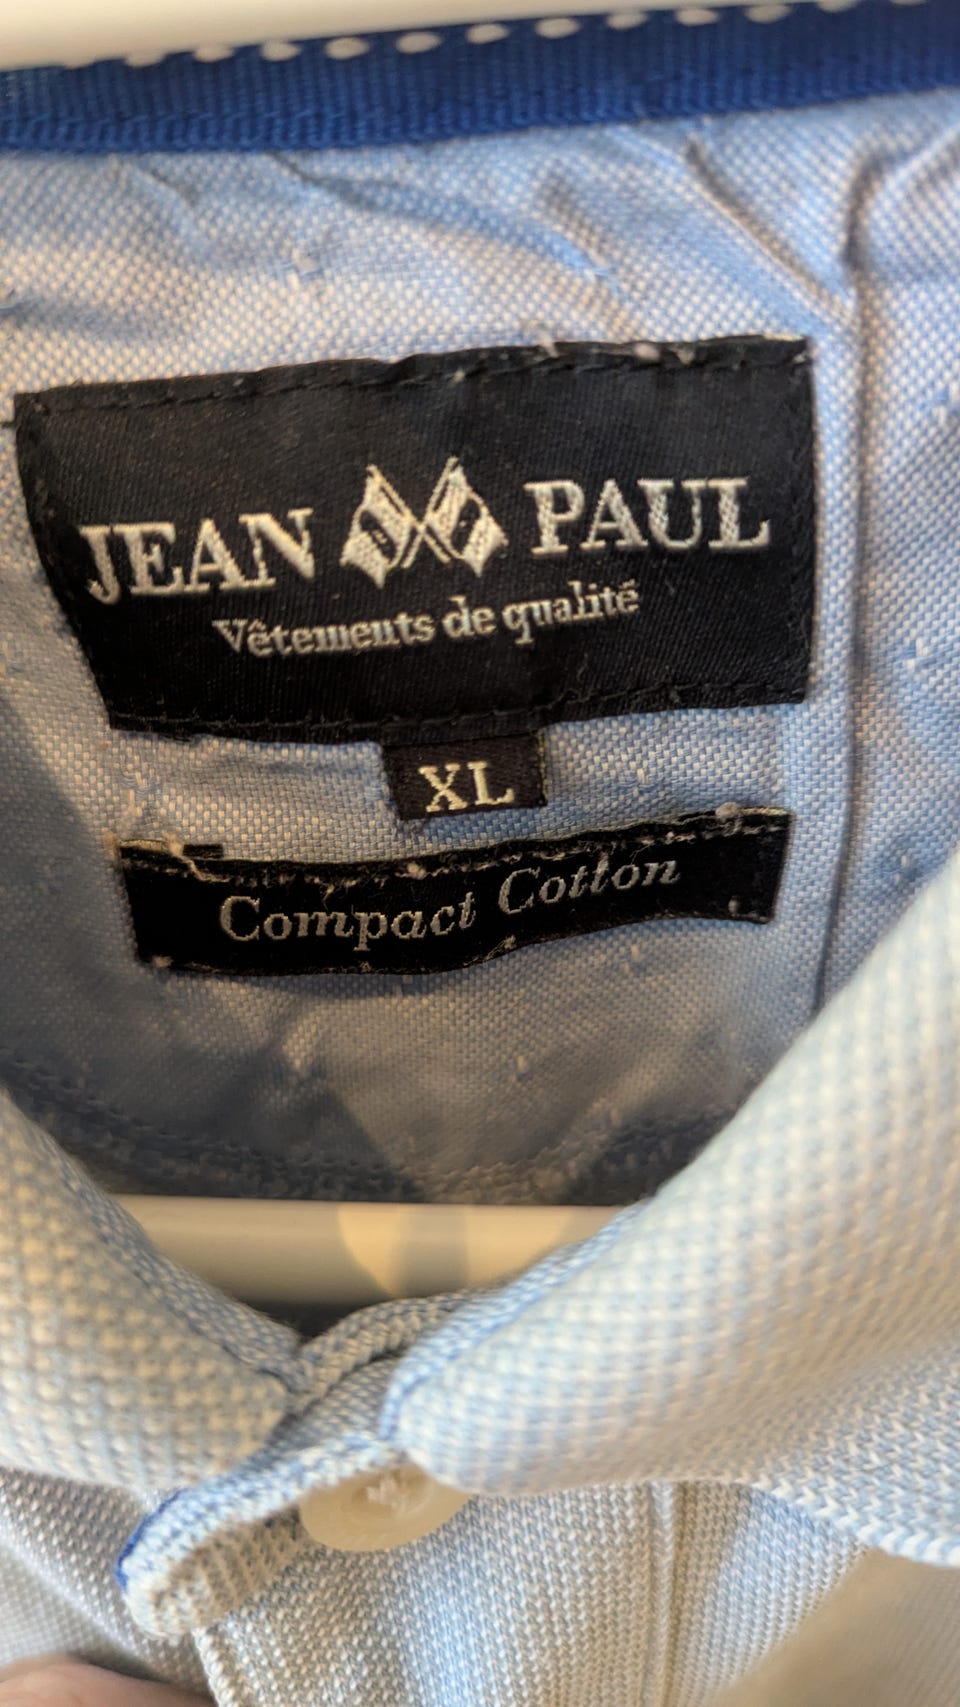 JEAN PAUL
Vêtements de qualité
XL
Compact Cotton